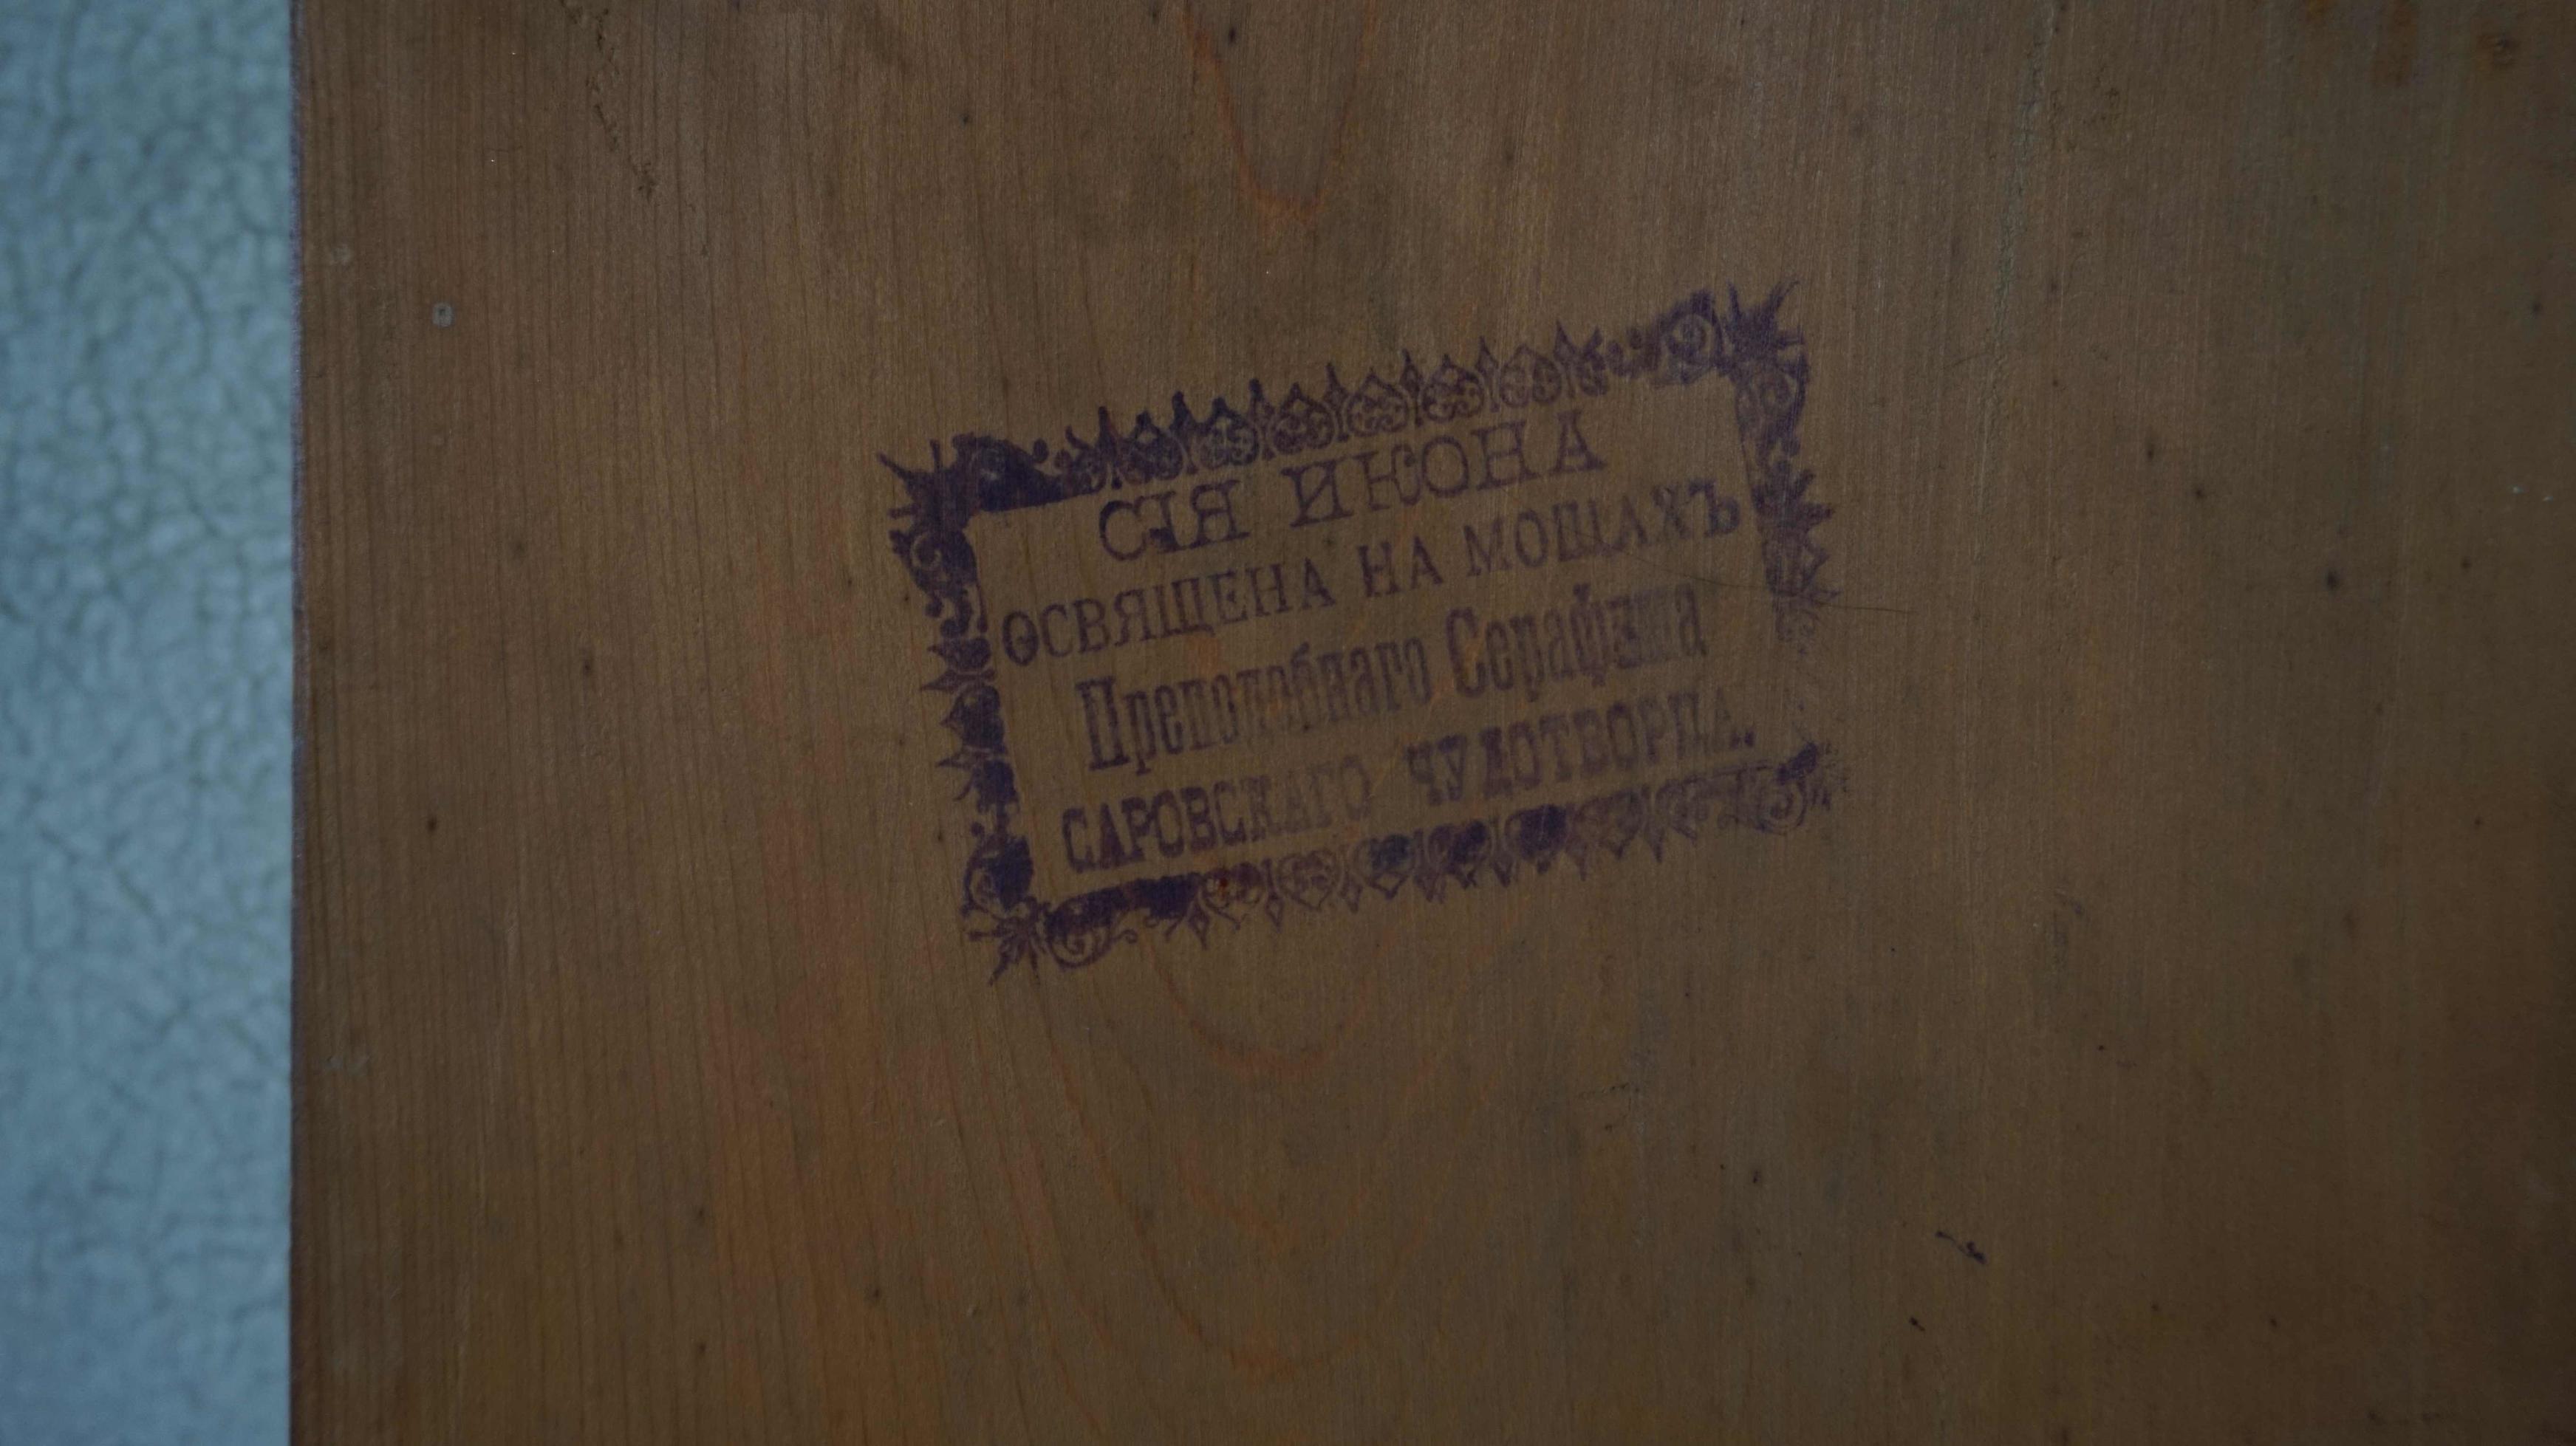 СІЯ ИКОНА
ОСВЯЩЕНА НА МОЩАХЪ
Преподобнаго Серафима
САРОВСКАГО ЧУДОТВОРЦА.